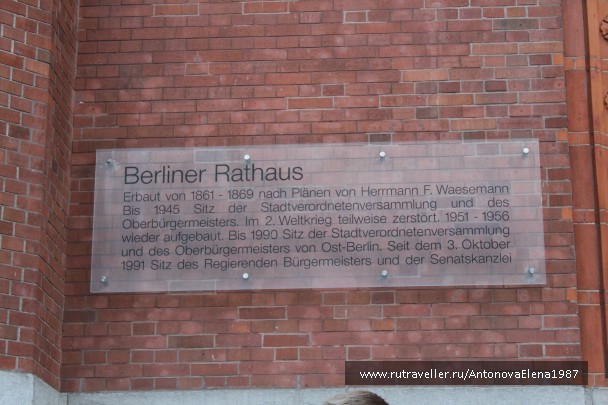 Berliner Rathaus
Erbaut von 1861 - 1869 nach Plänen von Herrmann F. Waesemann
Bis 1945 Sitz der Stadtverordnetenversammlung und des
Oberbürgermeisters. Im 2. Weltkrieg teilweise zerstört. 1951 - 1956
wieder aufgebaut. Bis 1990 Sitz der Stadtverordnetenversammlung
und des Oberbürgermeisters von Ost-Berlin. Seit dem 3. Oktober
1991 Sitz des Regierenden Bürgermeisters und der Senatskanzlei
www.rutraveller.ru/AntonovaElena1987